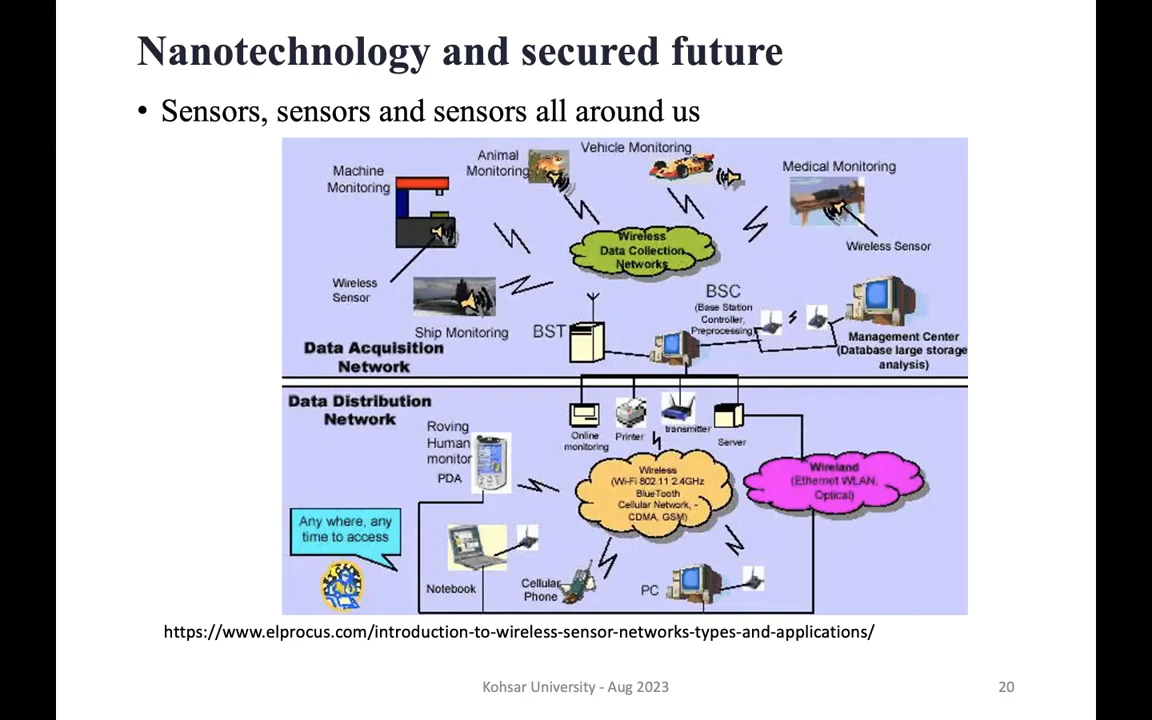 Nanotechnology and secured future
• Sensors, sensors and sensors all around us
Machine
Monitoring
Animal
Monitoring
Vehicle Monitoring
Medical Monitoring
Wireless
Data Collection
Networks
Wireless Sensor
Wireless
Sensor
Ship Monitoring
BST
BSC
(Base Station
Controller,
Preprocessing)
Management Center
(Database large storage
analysis)
Data Acquisition
Network
Data Distribution
Network
Online
monitoring
Printer
transmitter
Server
Roving
Human
monitor
PDA
Wireless
(Wi-Fi 802.11 2.4GHz
BlueTooth
Cellular Network, -
CDMA, GSM)
Wireland
(Ethernet WLAN,
Optical)
Any where, any
time to access
Notebook
Cellular
Phone
PC
https://www.elprocus.com/introduction-to-wireless-sensor-networks-types-and-applications/
Kohsar University - Aug 2023
20